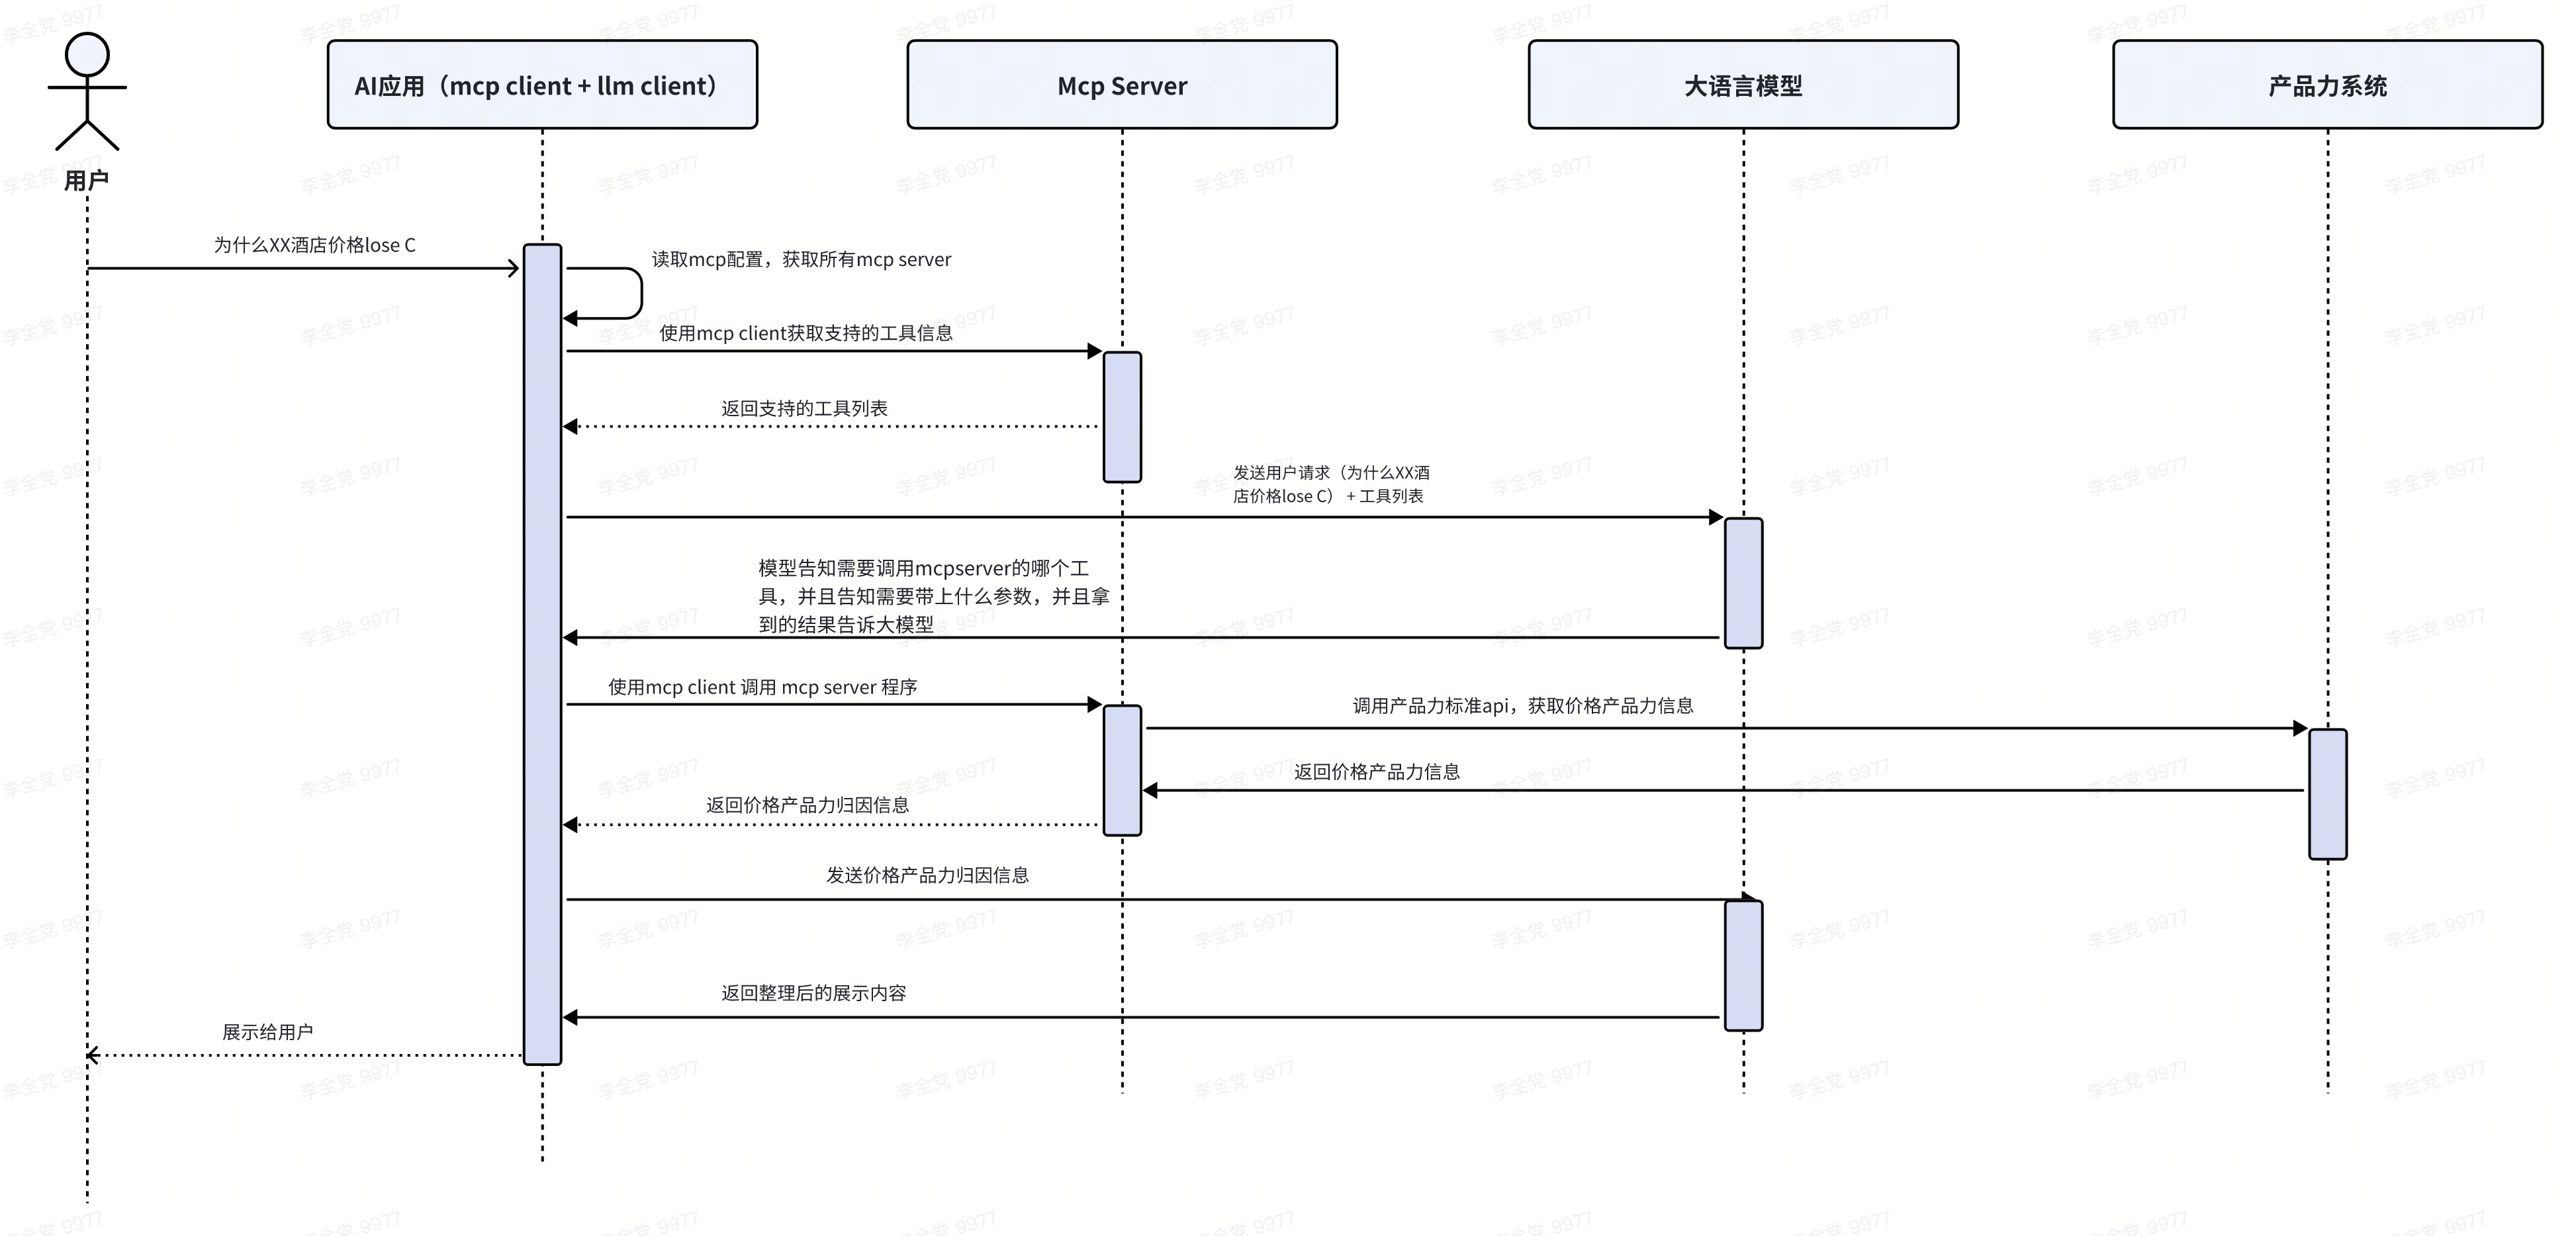 AI应用（mcp client + llm client）
Mcp Server
大语言模型
产品力系统
用户
为什么XX酒店价格lose C
读取mcp配置，获取所有mcp server
使用mcp client获取支持的工具信息
返回支持的工具列表
发送用户请求（为什么XX酒
店价格lose C） + 工具列表
模型告知需要调用mcpserver的哪个工
具，并且告知需要带上什么参数，并且拿
到的结果告诉大模型
使用mcp client 调用 mcp server 程序
调用产品力标准api，获取价格产品力信息
返回价格产品力信息
返回价格产品力归因信息
发送价格产品力归因信息
返回整理后的展示内容
展示给用户
李全党 9977